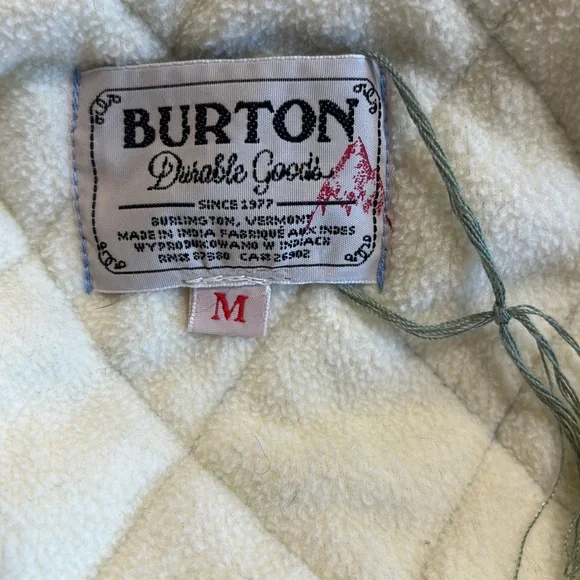 BURTON
Durable Goods
SINCE 1977
BURLINGTON, VERMONT
MADE IN INDIA FABRIQUÉ AUX INDES
WYPRODUKOWANO W INDIACH
RN# 87580 CA# 26902
M